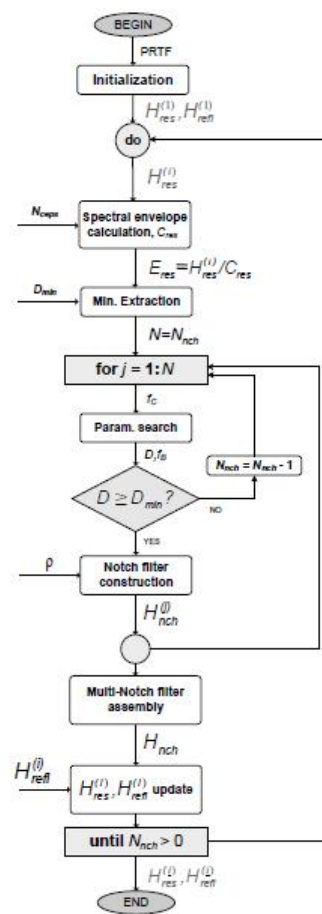 BEGIN
PRTF
Initialization
H_res^(1), H_refl^(1)
do
H_res^(i)
N_ceps
Spectral envelope
calculation, C_res
E_res=H_res^(i)/C_res
D_min
Min. Extraction
N=N_nch
for j = 1:N
f_C
Param. search
D,f_B
N_nch = N_nch - 1
D ≥ D_min?
NO
YES
ρ
Notch filter
construction
H_nch^(j)
Multi-Notch filter
assembly
H_nch
H_refl^(i)
H_res^(i), H_refl^(i) update
until N_nch > 0
H_res^(i), H_refl^(i)
END